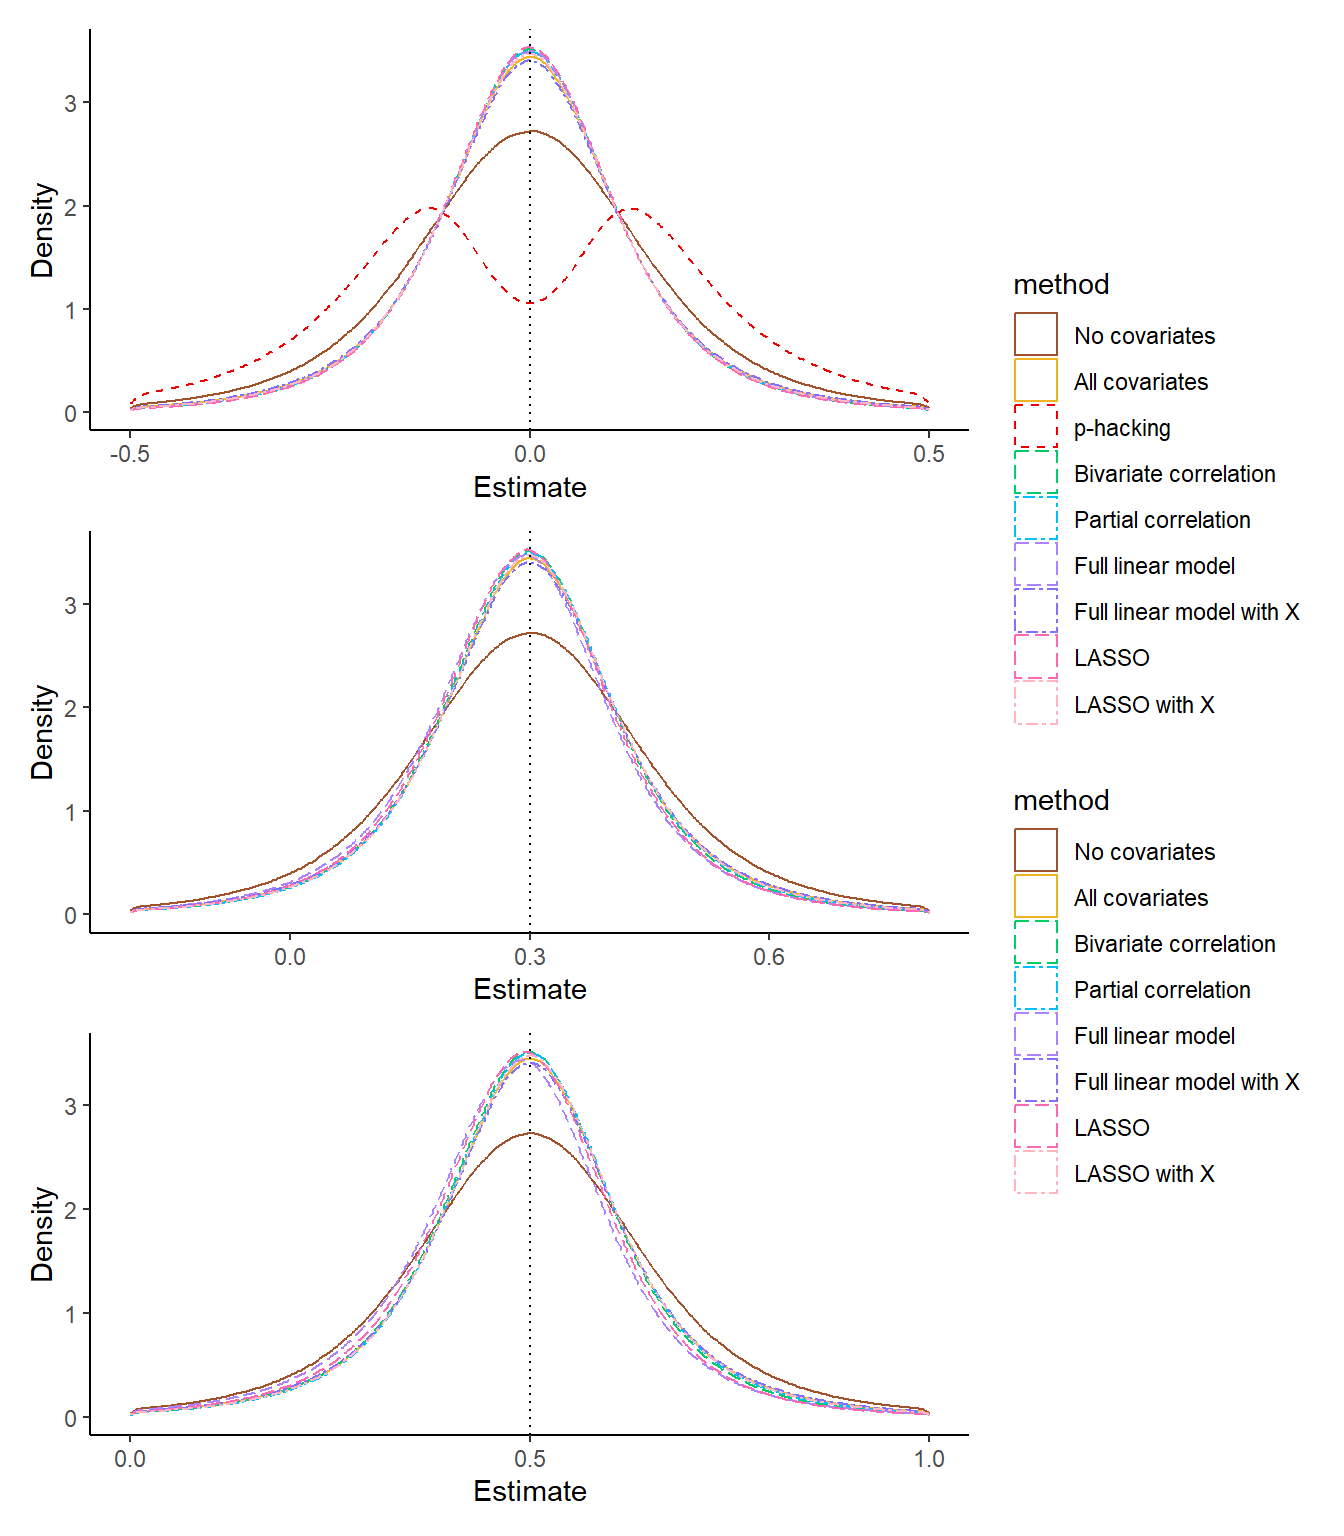 Density
3
2
1
0
-0.5
0.0
0.5
Estimate
Density
3
2
1
0
0.0
0.3
0.6
Estimate
Density
3
2
1
0
0.0
0.5
1.0
Estimate
method
No covariates
All covariates
p-hacking
Bivariate correlation
Partial correlation
Full linear model
Full linear model with X
LASSO
LASSO with X
method
No covariates
All covariates
Bivariate correlation
Partial correlation
Full linear model
Full linear model with X
LASSO
LASSO with X